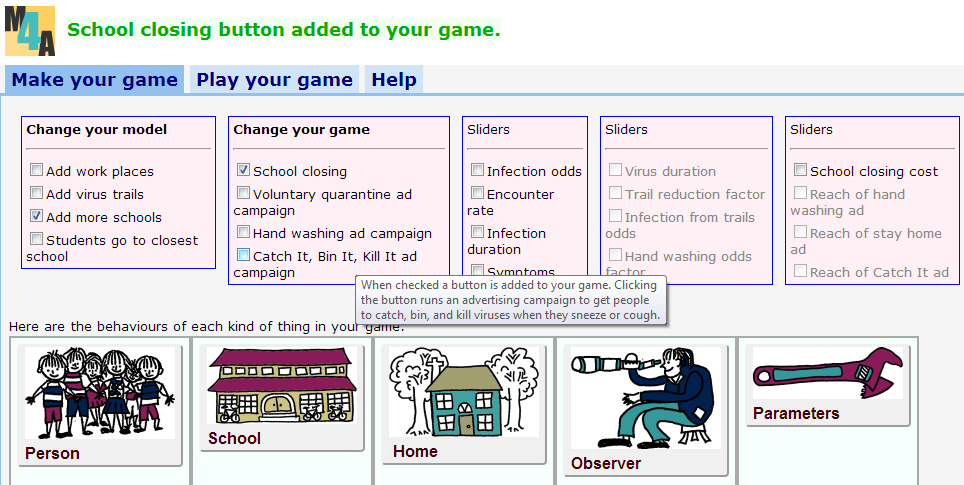 M4A
School closing button added to your game.
Make your game
Play your game
Help
Change your model
Add work places
Add virus trails
Add more schools
Students go to closest
school
Change your game
School closing
Voluntary quarantine ad
campaign
Hand washing ad campaign
Catch It, Bin It, Kill It ad
campaign
Sliders
Infection odds
Encounter
rate
Infection
duration
Symptoms
Sliders
Virus duration
Trail reduction factor
Infection from trails
odds
Hand washing odds
factor
Sliders
School closing cost
Reach of hand
washing ad
Reach of stay home
ad
Reach of Catch It ad
When checked a button is added to your game. Clicking
the button runs an advertising campaign to get people
to catch, bin, and kill viruses when they sneeze or cough.
Here are the behaviours of each kind of thing in your game.
Person
School
Home
Observer
Parameters